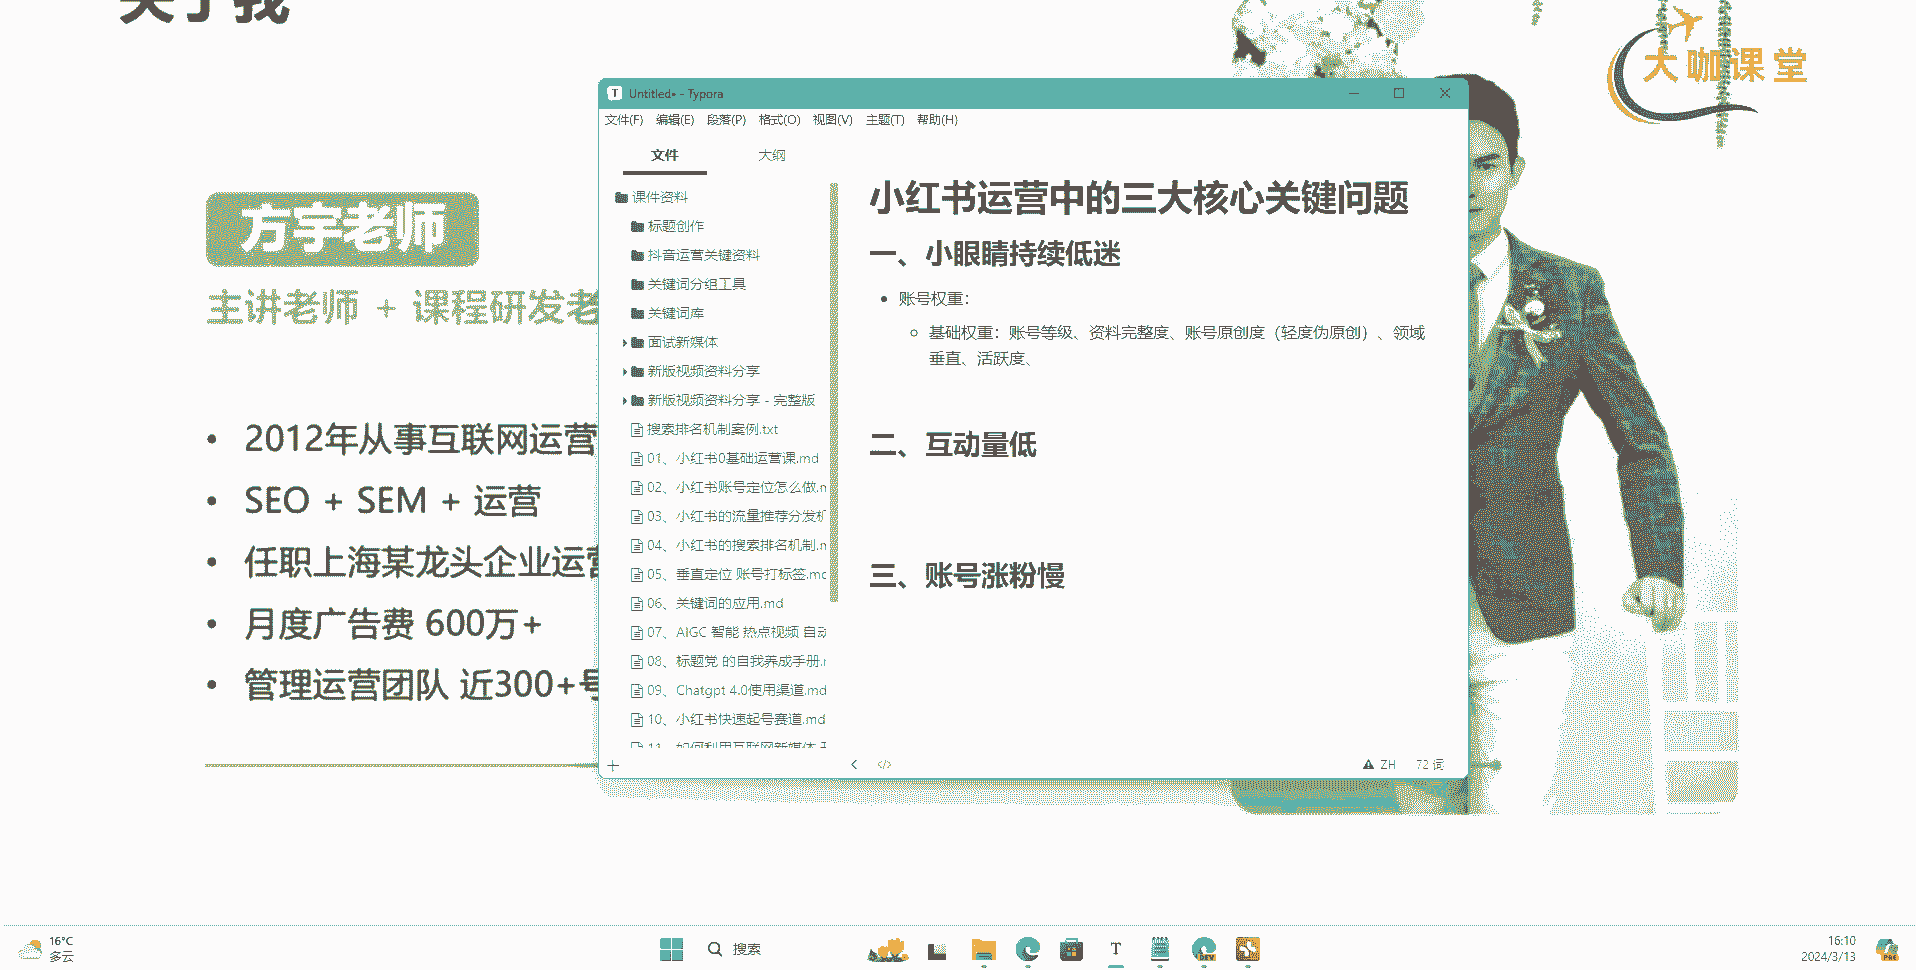 关于我
大咖课堂
方宇老师
主讲老师 + 课程研发老
• 2012年从事互联网运营
• SEO + SEM + 运营
• 任职上海某龙头企业运营
• 月度广告费 600万+
• 管理运营团队 近300+号
T Untitled• - Typora
文件(F) 编辑(E) 段落(P) 格式(O) 视图(V) 主题(T) 帮助(H)
文件 大纲
课件资料
标题创作
抖音运营关键资料
关键词分组工具
关键词库
面试新媒体
新版视频资料分享
新版视频资料分享 - 完整版
搜索排名机制案例.txt
01、小红书0基础运营课.md
02、小红书账号定位怎么做.n
03、小红书的流量推荐分发机
04、小红书的搜索排名机制.n
05、垂直定位 账号打标签.mc
06、关键词的应用.md
07、AIGC 智能 热点视频 自动
08、标题党 的自我养成手册.r
09、Chatgpt 4.0使用渠道.md
10、小红书快速起号赛道.md
11、如何利用互联网新媒体
小红书运营中的三大核心关键问题
一、小眼睛持续低迷
• 账号权重：
○ 基础权重：账号等级、资料完整度、账号原创度（轻度伪原创）、领域
垂直、活跃度、
二、互动量低
三、账号涨粉慢
ZH 72 词
16°C
多云
搜索
T
DEV
16:10
2024/3/13
PRE